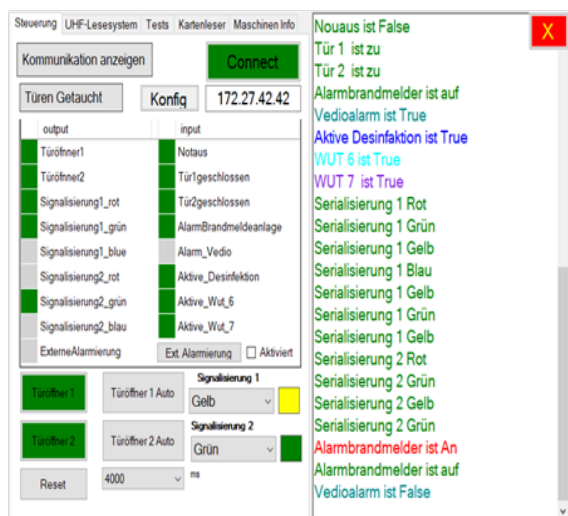 Steuerung UHF-Lesesystem Tests Kartenleser Maschinen Info
Kommunikation anzeigen Connect
Türen Getaucht Konfig 172.27.42.42
output input
Türöfnner1 Notaus
Türöfnner2 Tür1geschlossen
Signalisierung1_rot Tür2geschlossen
Signalisierung1_grün AlarmBrandmeldeanlage
Signalisierung1_blue Alarm_Vedio
Signalisierung2_rot Aktive_Desinfektion
Signalisierung2_grün Aktive_Wut_6
Signalisierung2_blau Aktive_Wut_7
ExterneAlarmierung Ext. Alarmierung Aktiviert
Türöffner 1 Türöffner 1 Auto Signalisierung 1
Gelb
Türöffner 2 Türöffner 2 Auto Signalisierung 2
Grün
Reset 4000 ms
X
Nouaus ist False
Tür 1 ist zu
Tür 2 ist zu
Alarmbrandmelder ist auf
Vedioalarm ist True
Aktive Desinfaktion ist True
WUT 6 ist True
WUT 7 ist True
Serialisierung 1 Rot
Serialisierung 1 Grün
Serialisierung 1 Gelb
Serialisierung 1 Blau
Serialisierung 1 Gelb
Serialisierung 1 Grün
Serialisierung 1 Gelb
Serialisierung 2 Rot
Serialisierung 2 Grün
Serialisierung 2 Gelb
Serialisierung 2 Grün
Alarmbrandmelder ist An
Alarmbrandmelder ist auf
Vedioalarm ist False